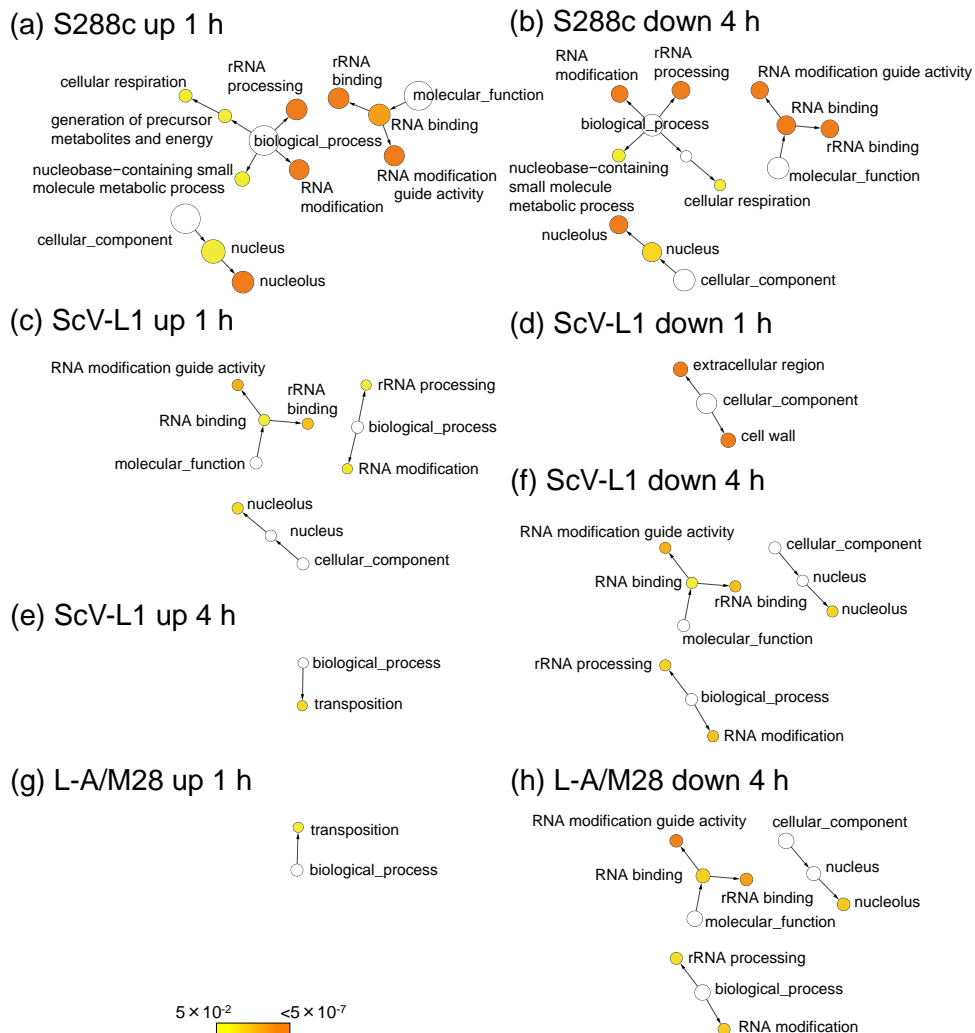 (a) S288c up 1 h
cellular respiration
rRNA
processing
rRNA
binding
molecular_function
generation of precursor
metabolites and energy
biological_process
RNA binding
nucleobase−containing small
molecule metabolic process
RNA
modification
RNA modification
guide activity
cellular_component
nucleus
nucleolus
(b) S288c down 4 h
RNA
modification
rRNA
processing
RNA modification guide activity
biological_process
RNA binding
rRNA binding
nucleobase−containing
small molecule
metabolic process
molecular_function
cellular respiration
nucleolus
nucleus
cellular_component
(c) ScV-L1 up 1 h
RNA modification guide activity
rRNA
binding
rRNA processing
RNA binding
biological_process
molecular_function
RNA modification
nucleolus
nucleus
cellular_component
(d) ScV-L1 down 1 h
extracellular region
cellular_component
cell wall
(e) ScV-L1 up 4 h
biological_process
transposition
(f) ScV-L1 down 4 h
RNA modification guide activity
cellular_component
RNA binding
nucleus
rRNA binding
nucleolus
molecular_function
rRNA processing
biological_process
RNA modification
(g) L-A/M28 up 1 h
transposition
biological_process
(h) L-A/M28 down 4 h
RNA modification guide activity
cellular_component
RNA binding
nucleus
rRNA binding
nucleolus
molecular_function
rRNA processing
biological_process
RNA modification
5 × 10⁻² <5 × 10⁻⁷